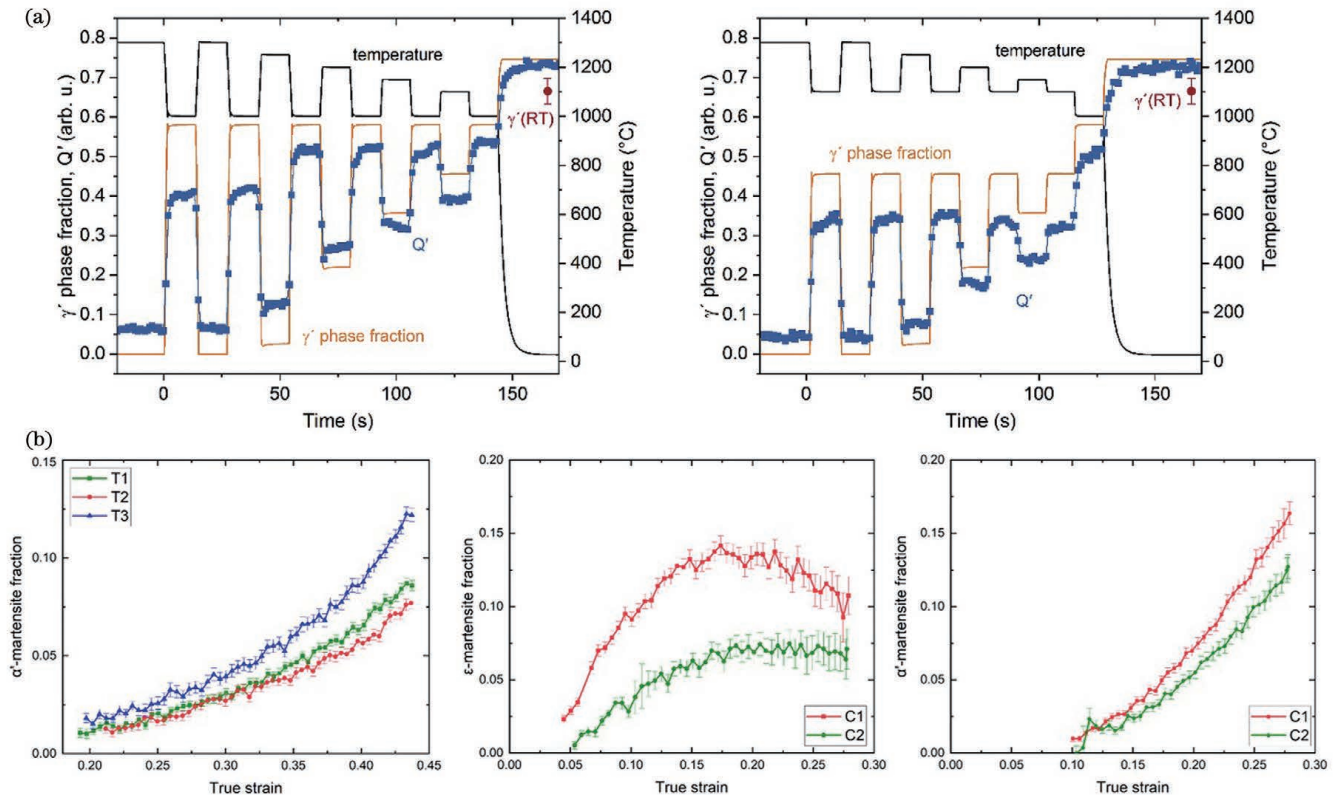 (a)
γ´ phase fraction, Q′ (arb. u.)
0.8
0.7
0.6
0.5
0.4
0.3
0.2
0.1
0.0
temperature
γ´(RT)
Q′
γ´ phase fraction
1400
1200
1000
800
600
400
200
0
Temperature (°C)
0 50 100 150
Time (s)
γ´ phase fraction, Q′ (arb. u.)
0.8
0.7
0.6
0.5
0.4
0.3
0.2
0.1
0.0
temperature
γ´(RT)
γ´ phase fraction
Q′
1400
1200
1000
800
600
400
200
0
Temperature (°C)
0 50 100 150
Time (s)
(b)
α'-martensite fraction
0.15
0.10
0.05
0.00
T1
T2
T3
0.20 0.25 0.30 0.35 0.40 0.45
True strain
ε-martensite fraction
0.20
0.15
0.10
0.05
0.00
C1
C2
0.00 0.05 0.10 0.15 0.20 0.25 0.30
True strain
α'-martensite fraction
0.20
0.15
0.10
0.05
0.00
C1
C2
0.00 0.05 0.10 0.15 0.20 0.25 0.30
True strain